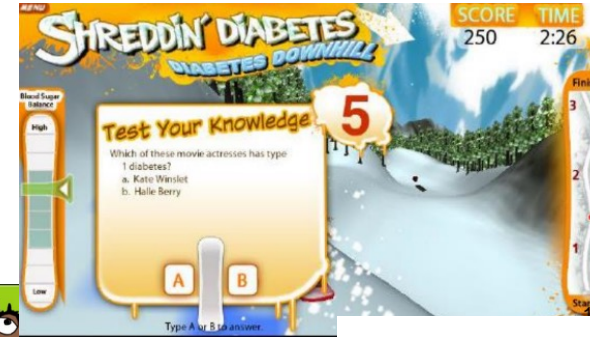 MENU
SHREDDIN' DIABETES
DIABETES DOWNHILL
SCORE TIME
250 2:26
Blood Sugar
Balance
High
Low
Test Your Knowledge
5
Which of these movie actresses has type
1 diabetes?
a. Kate Winslet
b. Halle Berry
A B
Type A or B to answer.
3
2
1